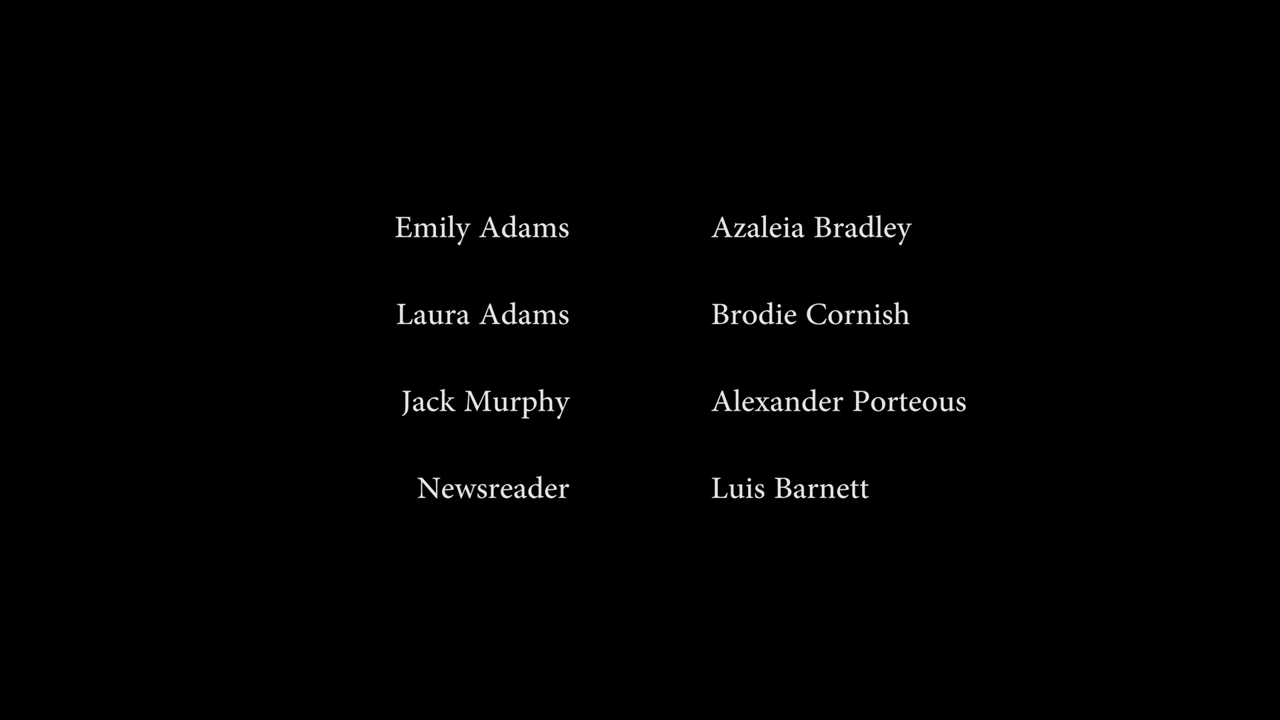 Emily Adams Azaleia Bradley
Laura Adams Brodie Cornish
Jack Murphy Alexander Porteous
Newsreader Luis Barnett